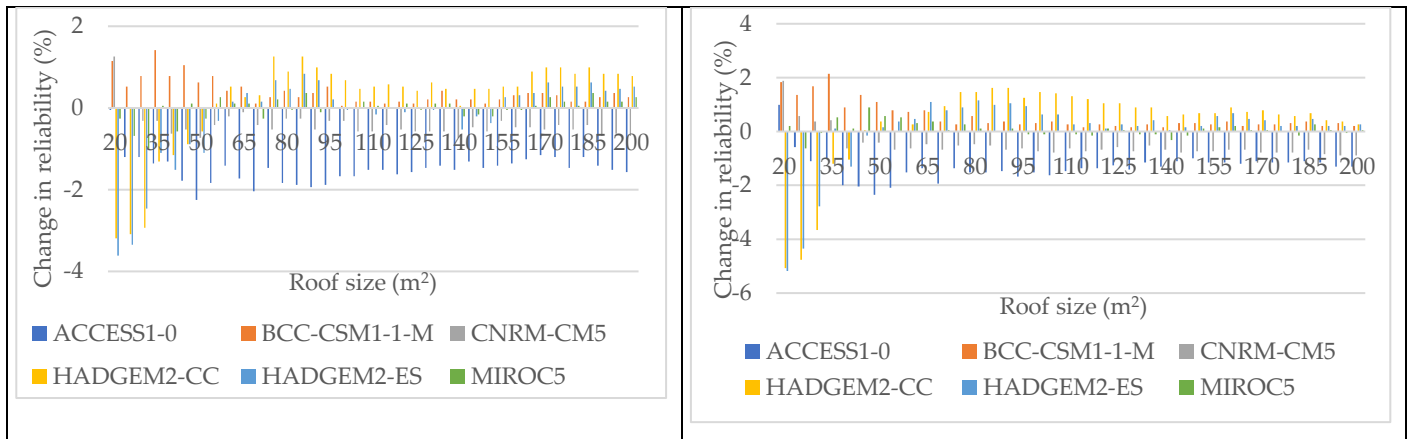 2
0
-2
-4
Change in reliability (%)
20 35 50 65 80 95 110 125 140 155 170 185 200
Roof size (m²)
ACCESS1-0 BCC-CSM1-1-M CNRM-CM5
HADGEM2-CC HADGEM2-ES MIROC5
4
2
0
-2
-4
-6
Change in reliability (%)
20 35 50 65 80 95 110 125 140 155 170 185 200
Roof size (m²)
ACCESS1-0 BCC-CSM1-1-M CNRM-CM5
HADGEM2-CC HADGEM2-ES MIROC5